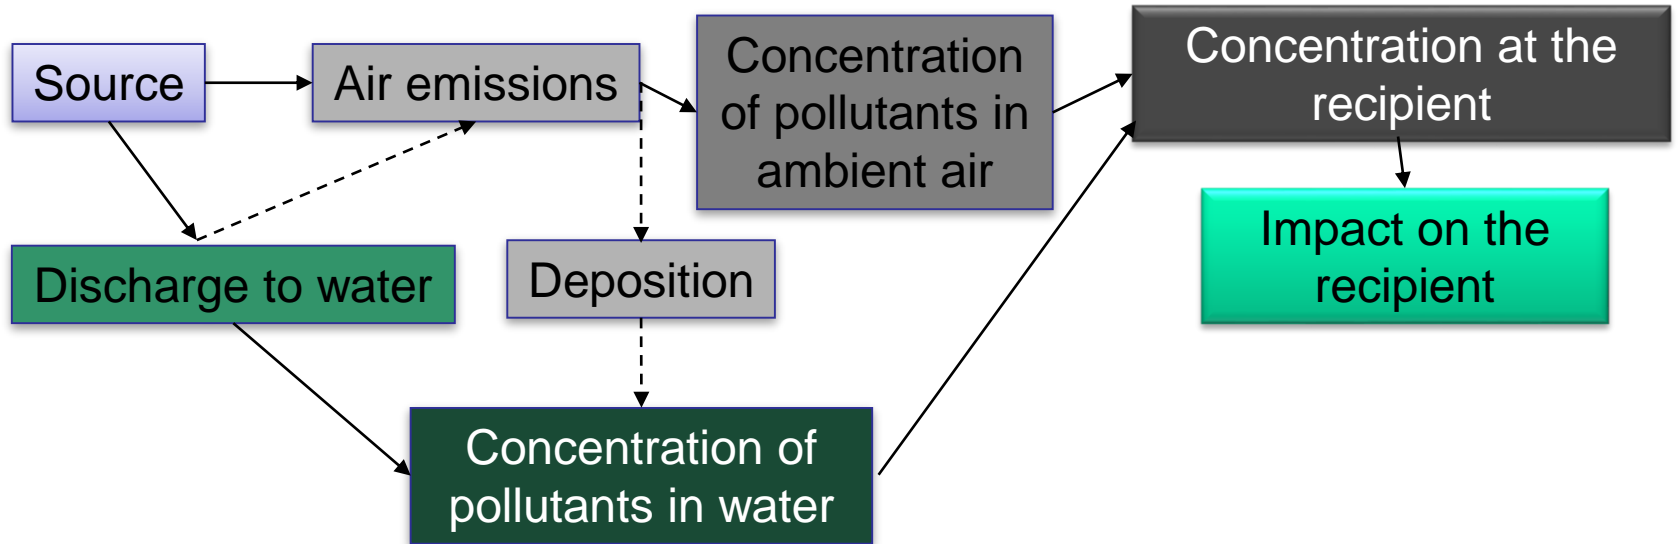 Source
Air emissions
Concentration
of pollutants in
ambient air
Concentration at the
recipient
Discharge to water
Deposition
Impact on the
recipient
Concentration of
pollutants in water